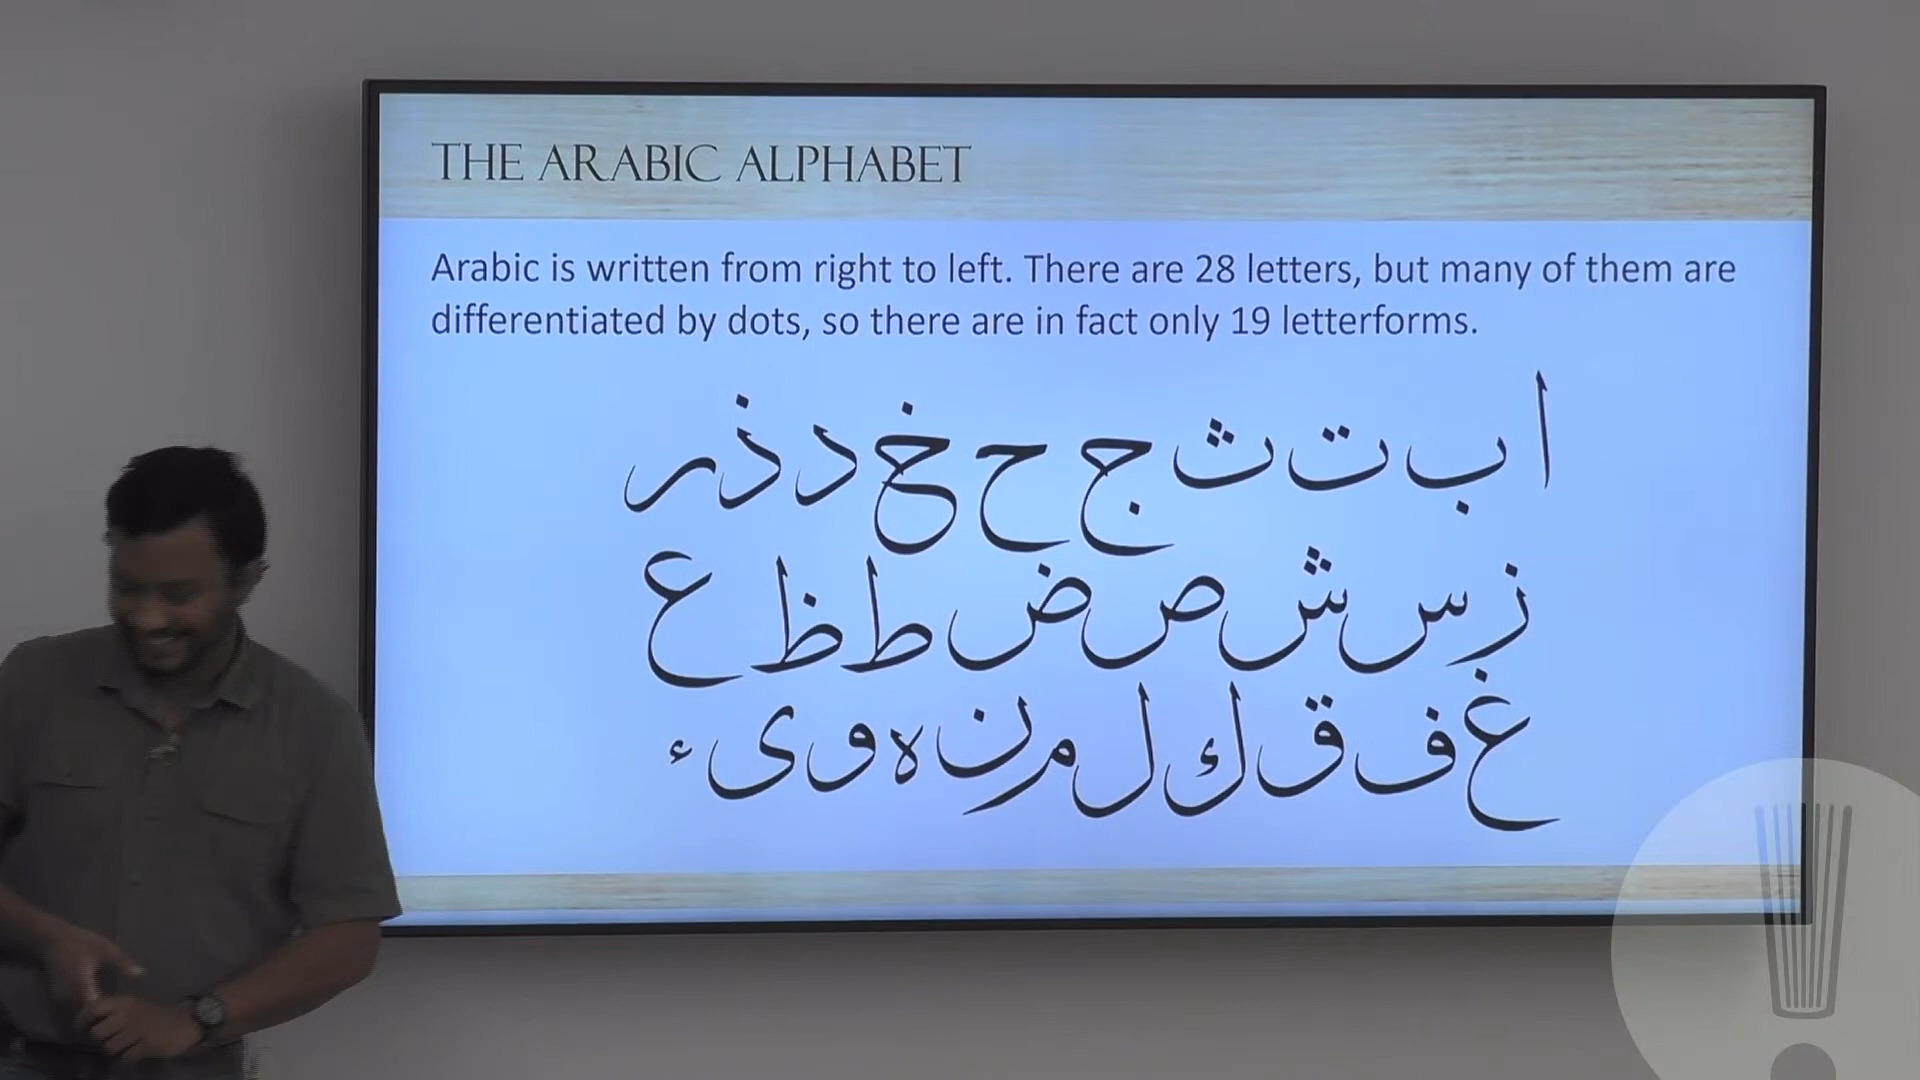 THE ARABIC ALPHABET
Arabic is written from right to left. There are 28 letters, but many of them are
differentiated by dots, so there are in fact only 19 letterforms.
ا ب ت ث ج ح خ د ذ ر
ز س ش ص ض ط ظ ع
غ ف ق ك ل م ن ه و ى ء